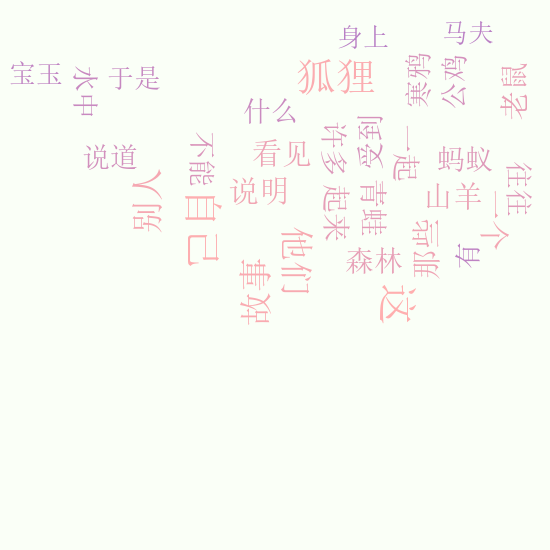 马夫
身上
狐狸
寒鸦
公鸡
老鼠
宝玉
水中
于是
什么
说道
不能
看见
许多
受到
一起
蚂蚁
往往
别人
自己
说明
起来
青蛙
山羊
一个
他们
故事
森林
那些
有
这